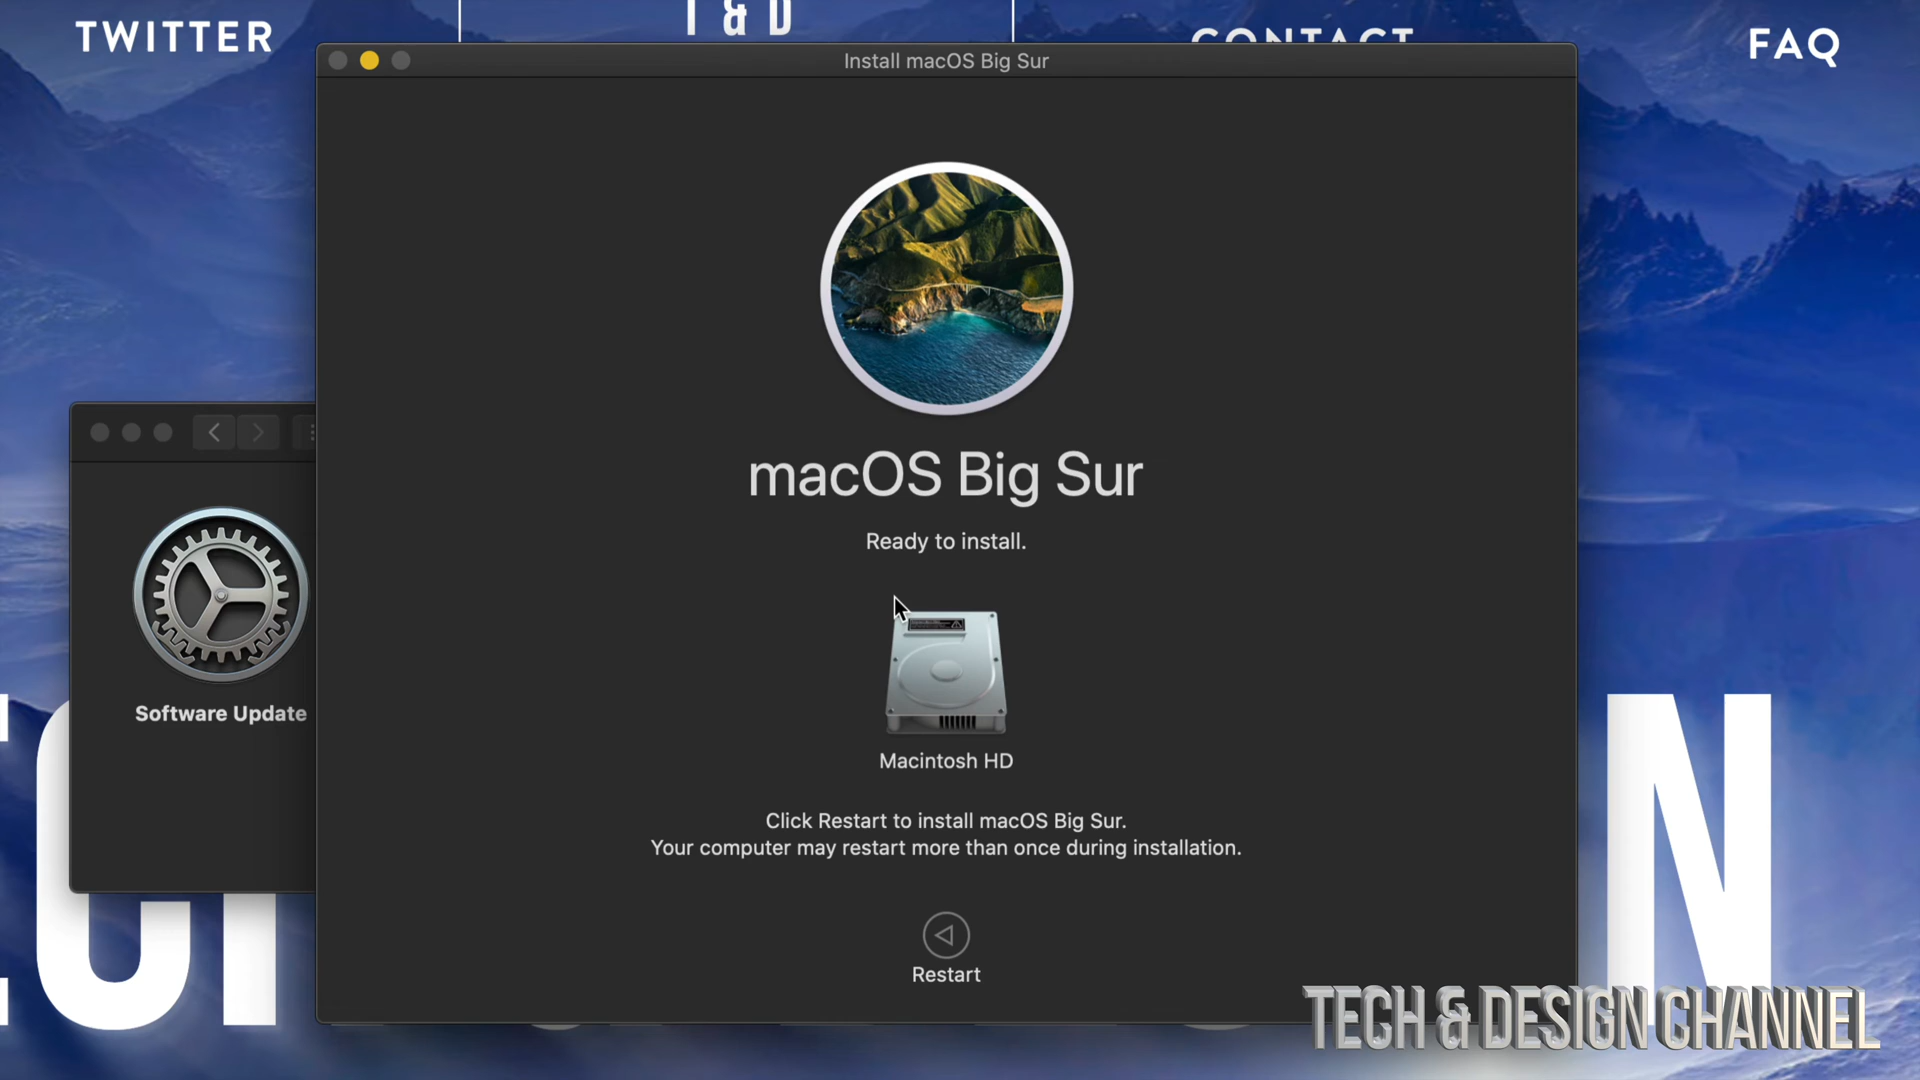 TWITTER
T & D
CONTACT
FAQ
Install macOS Big Sur
macOS Big Sur
Ready to install.
Software Update
Macintosh HD
Click Restart to install macOS Big Sur.
Your computer may restart more than once during installation.
Restart
TECH & DESIGN CHANNEL